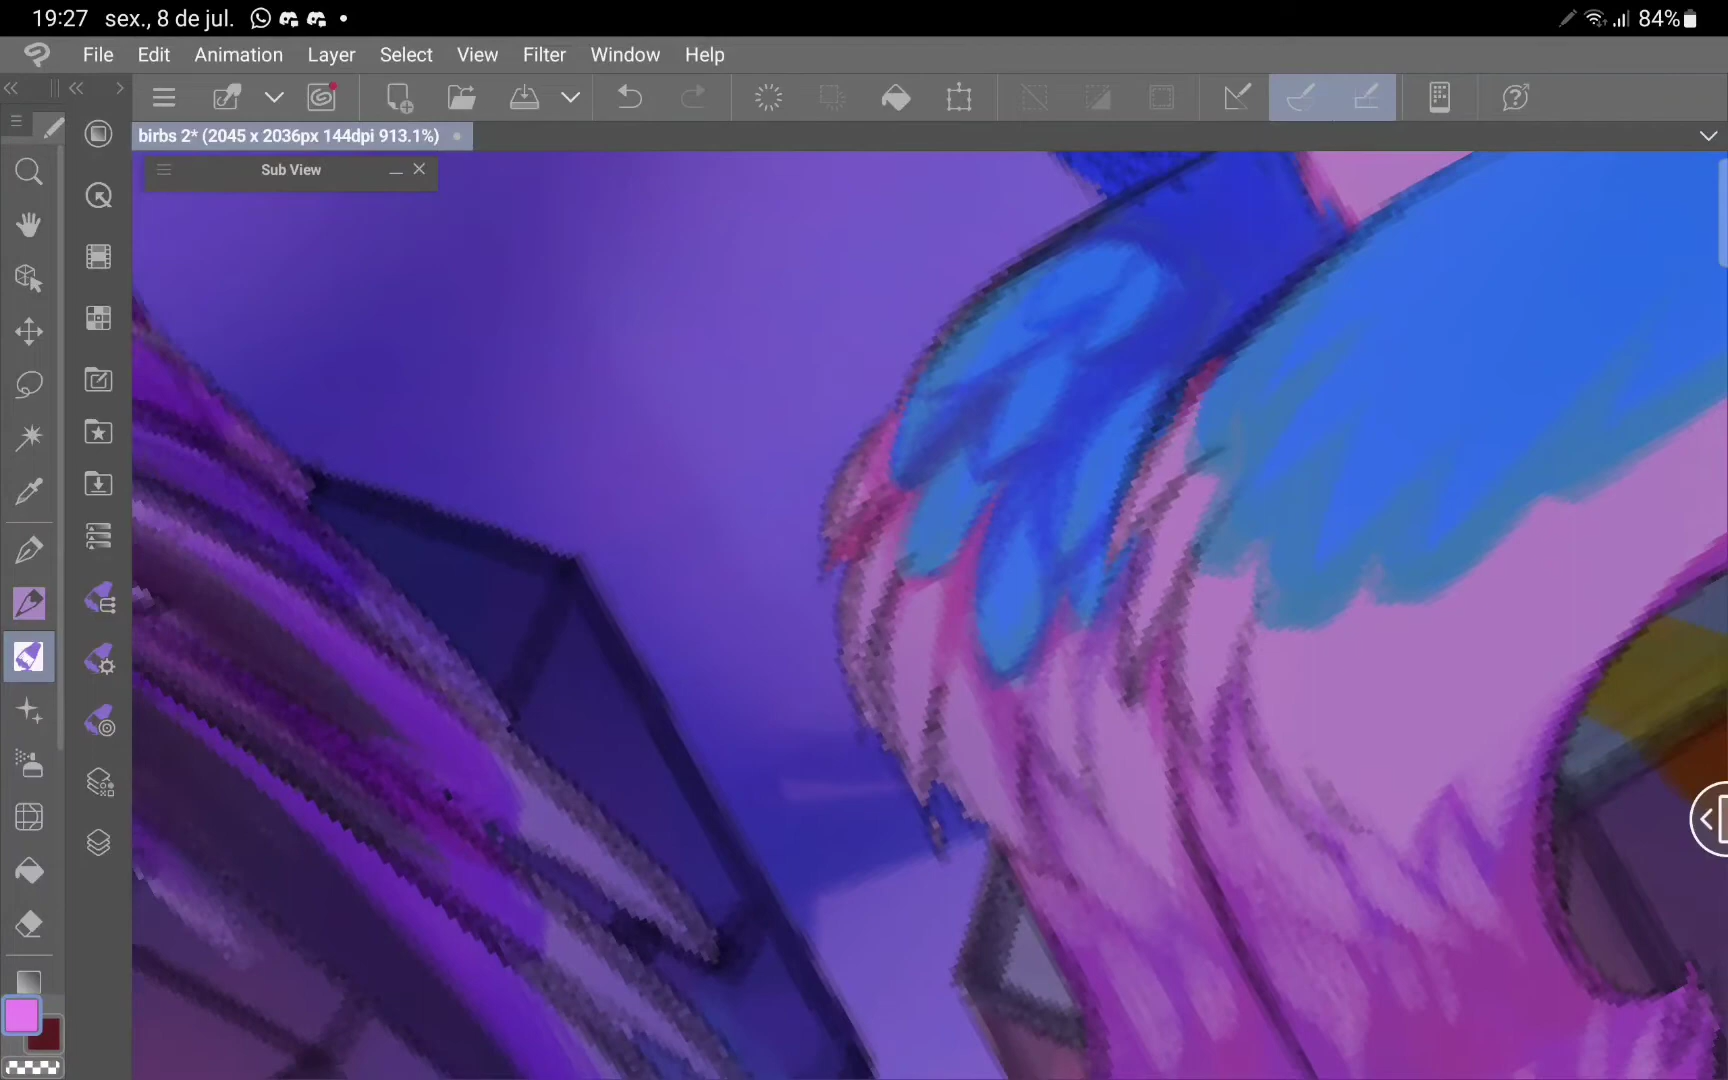 19:27 sex., 8 de jul. 84%
File Edit Animation Layer Select View Filter Window Help
birbs 2* (2045 x 2036px 144dpi 913.1%)
Sub View